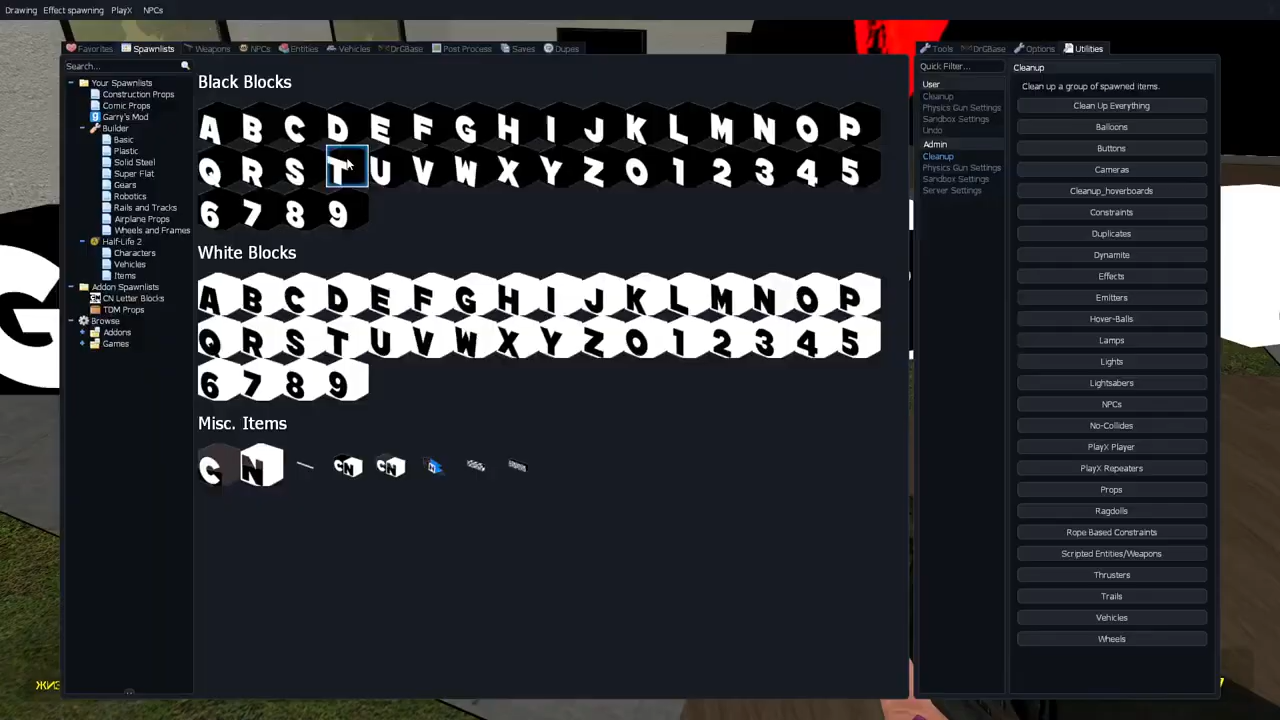 Drawing Effect spawning PlayX NPCs
Favorites Spawnlists Weapons NPCs Entities Vehicles DrGBase Post Process Saves Dupes
Search...
Your Spawnlists
Construction Props
Comic Props
Garry's Mod
Builder
Basic
Plastic
Solid Steel
Super Flat
Gears
Robotics
Rails and Tracks
Airplane Props
Wheels and Frames
Half-Life 2
Characters
Vehicles
Items
Addon Spawnlists
CN Letter Blocks
TDM Props
Browse
Addons
Games
Black Blocks
A B C D E F G H I J K L M N O P
Q R S T U V W X Y Z 0 1 2 3 4 5
6 7 8 9
White Blocks
A B C D E F G H I J K L M N O P
Q R S T U V W X Y Z 0 1 2 3 4 5
6 7 8 9
Misc. Items
C N CN CN
Tools DrGBase Options Utilities
Quick Filter...
User
Cleanup
Physics Gun Settings
Sandbox Settings
Undo
Admin
Cleanup
Physics Gun Settings
Sandbox Settings
Server Settings
Cleanup
Clean up a group of spawned items.
Clean Up Everything
Balloons
Buttons
Cameras
Cleanup_hoverboards
Constraints
Duplicates
Dynamite
Effects
Emitters
Hover-Balls
Lamps
Lights
Lightsabers
NPCs
No-Collides
PlayX Player
PlayX Repeaters
Props
Ragdolls
Rope Based Constraints
Scripted Entities/Weapons
Thrusters
Trails
Vehicles
Wheels
G